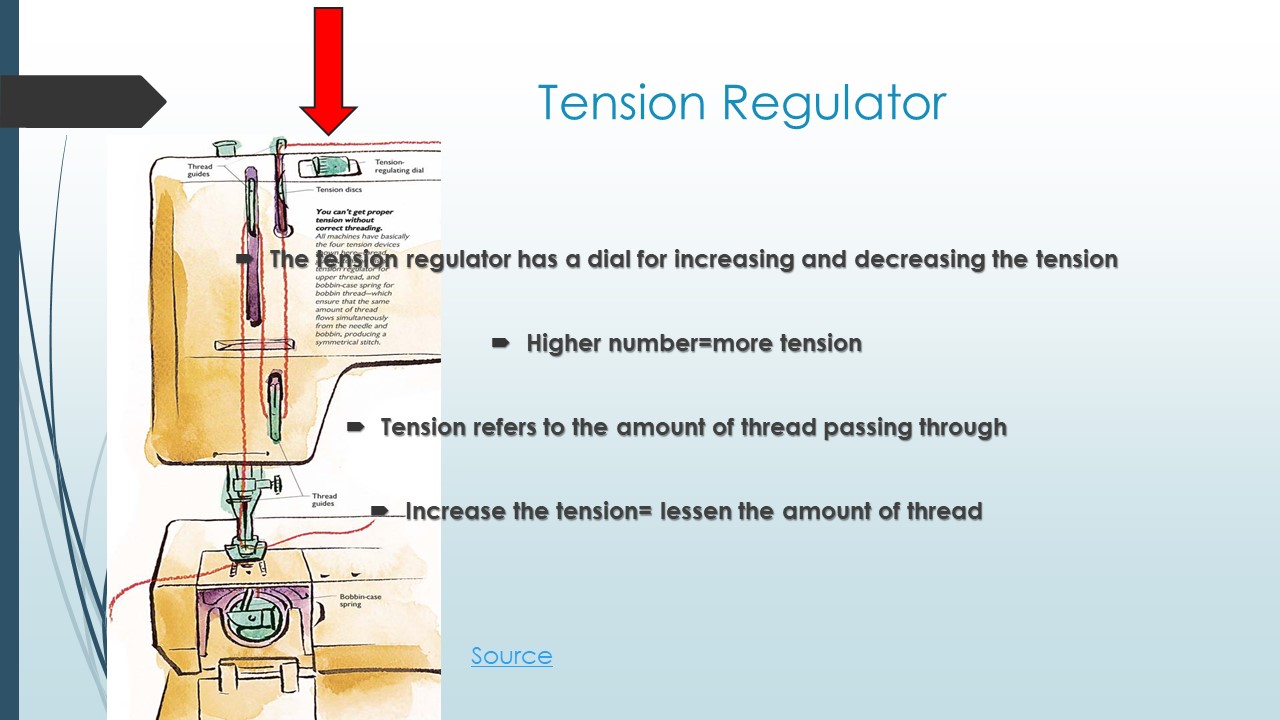 Tension Regulator
Thread
guides
Tension-
regulating dial
Tension discs
You can't get proper
tension without
correct threading.
All machines have basically
the four tension devices
tension regulator for
upper thread, and
bobbin-case spring for
bobbin thread—which
ensure that the same
amount of thread
flows simultaneously
from the needle and
bobbin, producing a
symmetrical stitch.
The tension regulator has a dial for increasing and decreasing the tension
Higher number=more tension
Tension refers to the amount of thread passing through
Thread
guides
Increase the tension= lessen the amount of thread
Bobbin-case
spring
Source